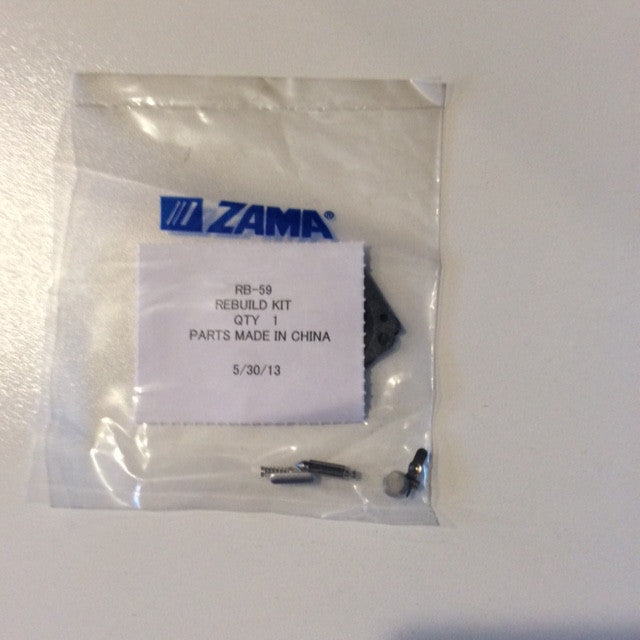 ZAMA®
RB-59
REBUILD KIT
QTY 1
PARTS MADE IN CHINA
5/30/13